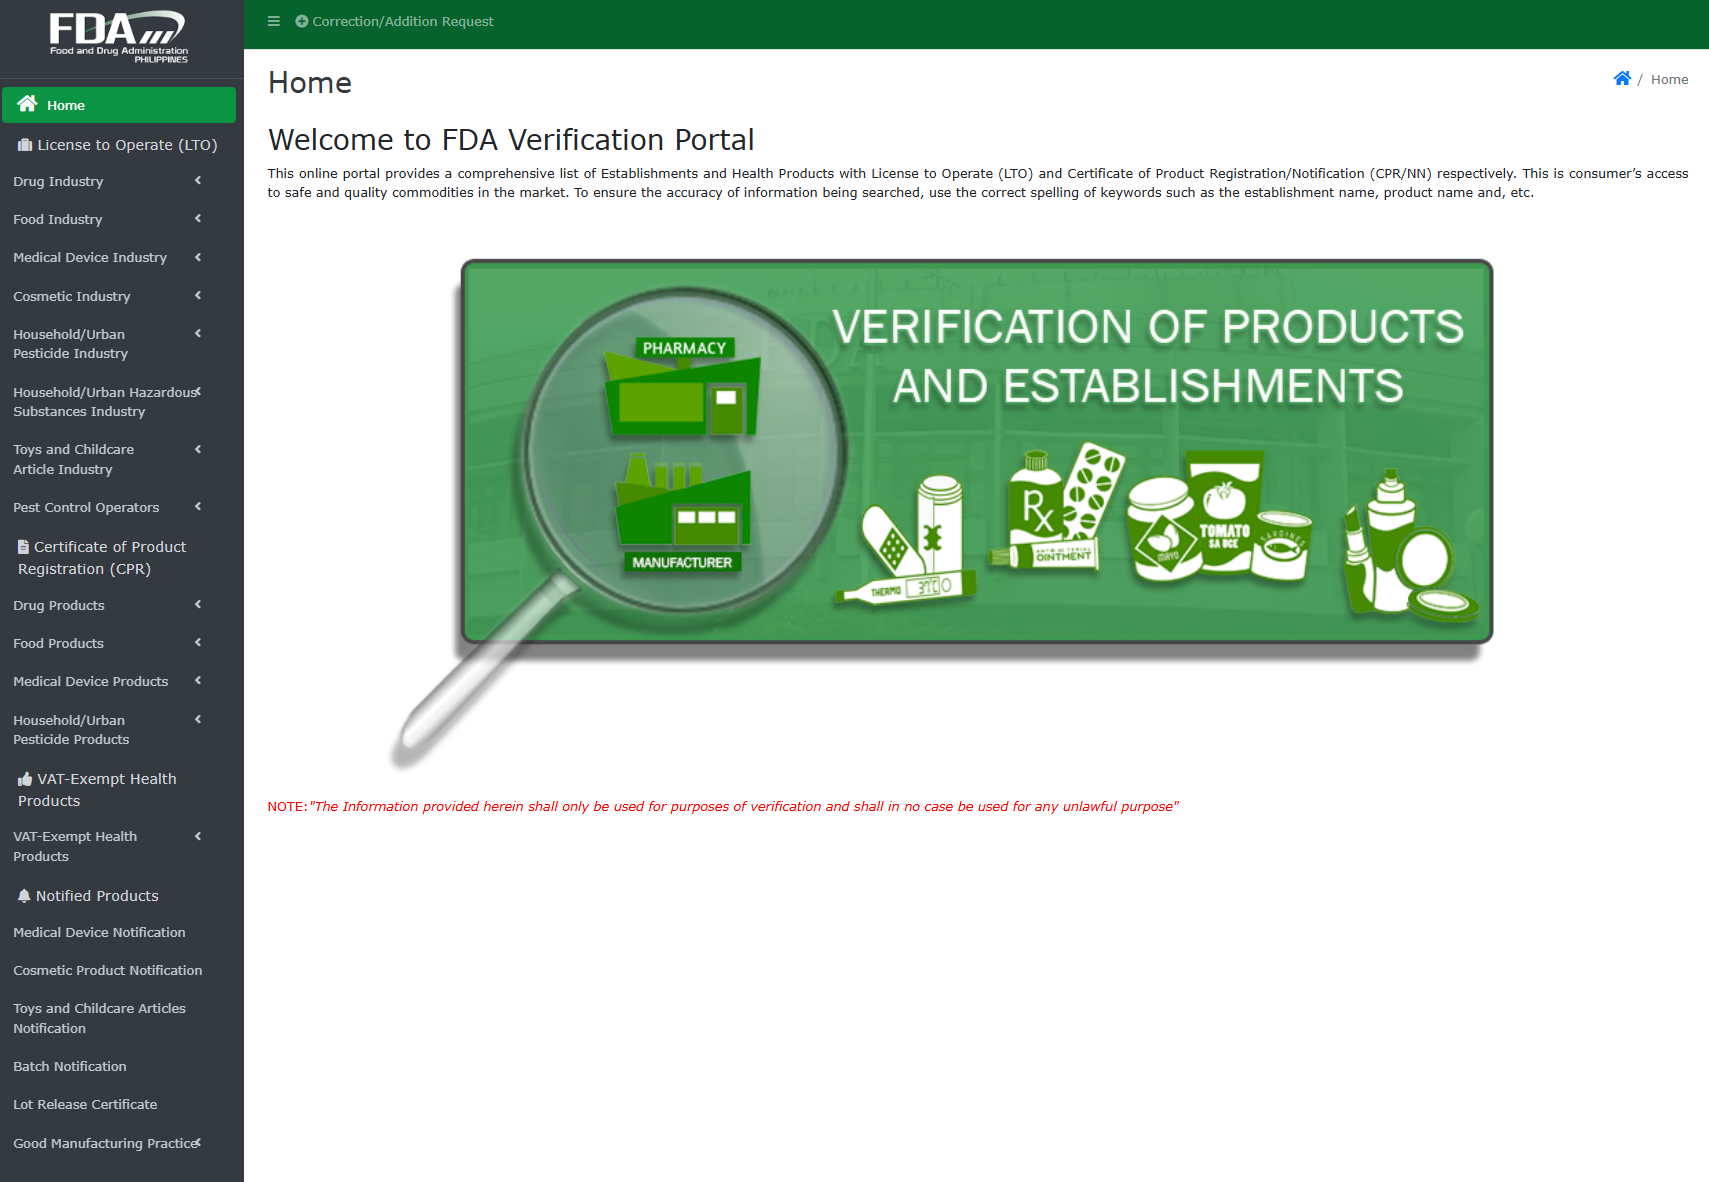 FDA
Food and Drug Administration
PHILIPPINES
Home
License to Operate (LTO)
Drug Industry
Food Industry
Medical Device Industry
Cosmetic Industry
Household/Urban
Pesticide Industry
Household/Urban Hazardous
Substances Industry
Toys and Childcare
Article Industry
Pest Control Operators
Certificate of Product
Registration (CPR)
Drug Products
Food Products
Medical Device Products
Household/Urban
Pesticide Products
VAT-Exempt Health
Products
VAT-Exempt Health
Products
Notified Products
Medical Device Notification
Cosmetic Product Notification
Toys and Childcare Articles
Notification
Batch Notification
Lot Release Certificate
Good Manufacturing Practice
Correction/Addition Request
Home
/ Home
Welcome to FDA Verification Portal
This online portal provides a comprehensive list of Establishments and Health Products with License to Operate (LTO) and Certificate of Product Registration/Notification (CPR/NN) respectively. This is consumer’s access
to safe and quality commodities in the market. To ensure the accuracy of information being searched, use the correct spelling of keywords such as the establishment name, product name and, etc.
VERIFICATION OF PRODUCTS
AND ESTABLISHMENTS
PHARMACY
MANUFACTURER
THERMO
37°C
Rx
ANTIBACTERIAL
OINTMENT
MAYO
TOMATO
SAUCE
SARDINES
NOTE:"The Information provided herein shall only be used for purposes of verification and shall in no case be used for any unlawful purpose"